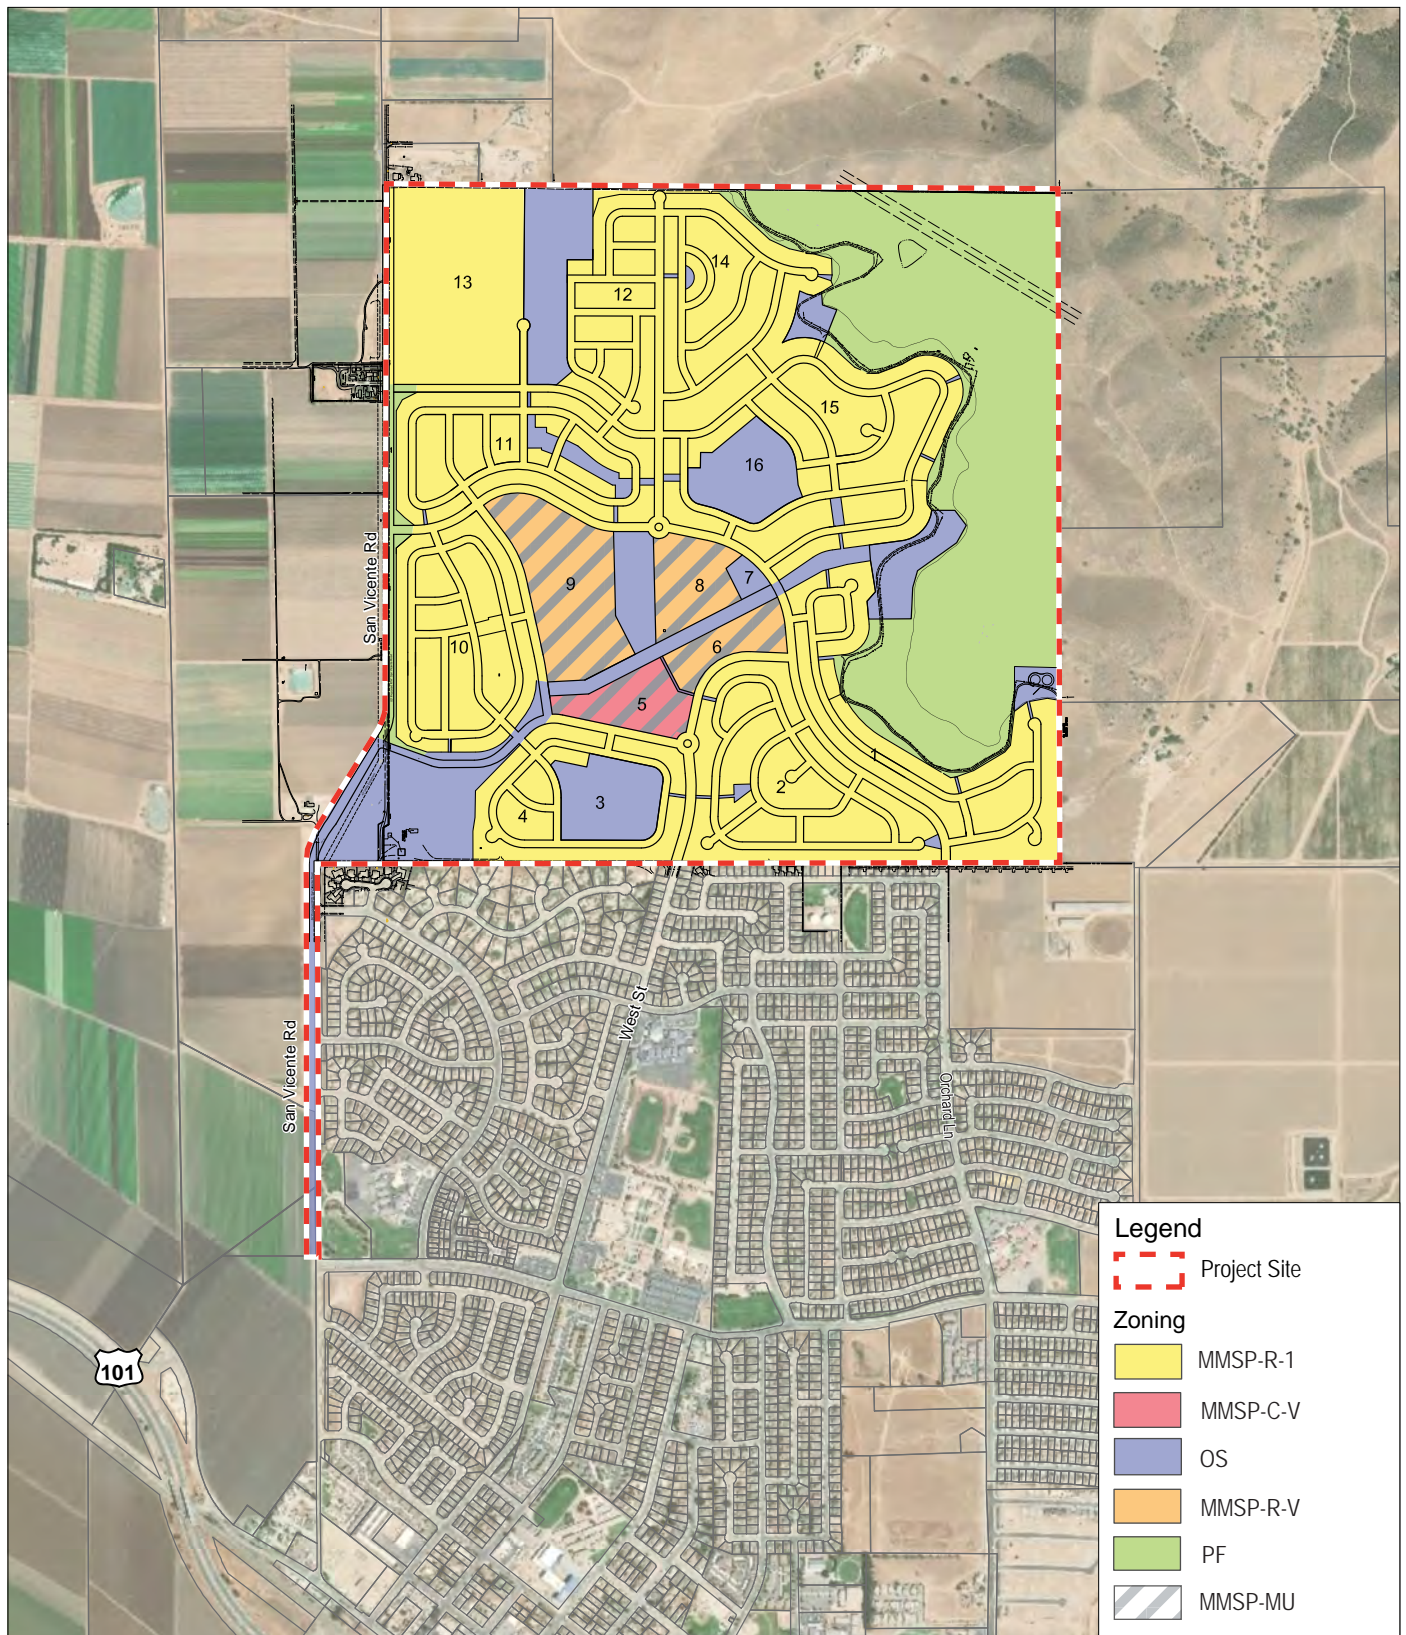 14
13
12
15
11
16
San Vicente Rd
9
8
7
10
6
5
1
2
3
4
West St
San Vicente Rd
Orchard Ln
101
Legend
Project Site
Zoning
MMSP-R-1
MMSP-C-V
OS
MMSP-R-V
PF
MMSP-MU